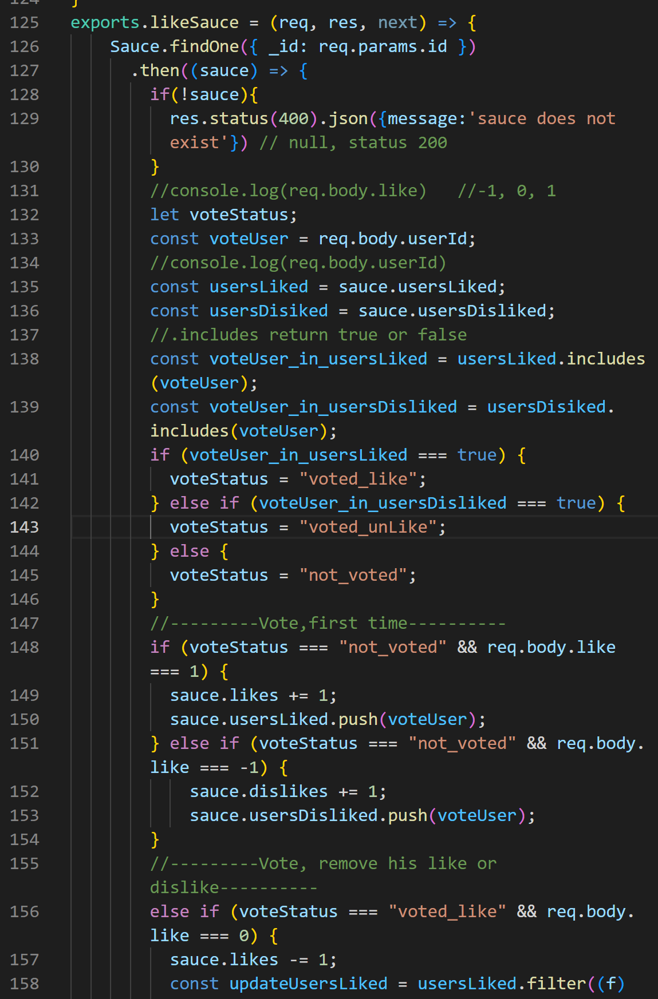 124 }
125 exports.likeSauce = (req, res, next) => {
126 Sauce.findOne({ _id: req.params.id })
127 .then((sauce) => {
128 if(!sauce){
129 res.status(400).json({message:'sauce does not
exist'}) // null, status 200
130 }
131 //console.log(req.body.like)   //-1, 0, 1
132 let voteStatus;
133 const voteUser = req.body.userId;
134 //console.log(req.body.userId)
135 const usersLiked = sauce.usersLiked;
136 const usersDisiked = sauce.usersDisliked;
137 //.includes return true or false
138 const voteUser_in_usersLiked = usersLiked.includes
(voteUser);
139 const voteUser_in_usersDisliked = usersDisiked.
includes(voteUser);
140 if (voteUser_in_usersLiked === true) {
141 voteStatus = "voted_like";
142 } else if (voteUser_in_usersDisliked === true) {
143 voteStatus = "voted_unLike";
144 } else {
145 voteStatus = "not_voted";
146 }
147 //---------Vote,first time----------
148 if (voteStatus === "not_voted" && req.body.like
=== 1) {
149 sauce.likes += 1;
150 sauce.usersLiked.push(voteUser);
151 } else if (voteStatus === "not_voted" && req.body.
like === -1) {
152 sauce.dislikes += 1;
153 sauce.usersDisliked.push(voteUser);
154 }
155 //---------Vote, remove his like or
dislike----------
156 else if (voteStatus === "voted_like" && req.body.
like === 0) {
157 sauce.likes -= 1;
158 const updateUsersLiked = usersLiked.filter((f)